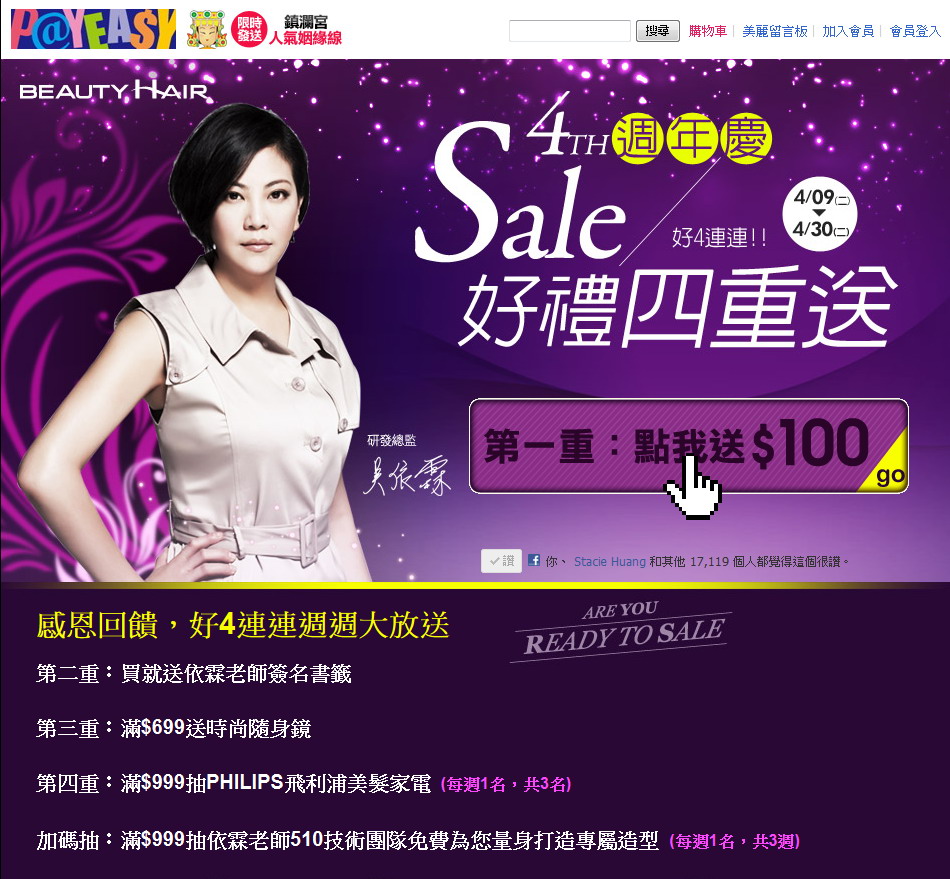 P@YEASY
限時發送
鎮瀾宮
人氣姻緣線
搜尋 購物車 美麗留言板 加入會員 會員登入
BEAUTY HAIR
4TH 週年慶
Sale
好4連連!!
4/09(二)
4/30(二)
好禮四重送
研發總監
吳依霖
第一重：點我送$100
go
讚 你、 Stacie Huang 和其他 17,119 個人都覺得這個很讚。
感恩回饋，好4連連週週大放送
ARE YOU
READY TO SALE
第二重：買就送依霖老師簽名書籤
第三重：滿$699送時尚隨身鏡
第四重：滿$999抽PHILIPS飛利浦美髮家電 (每週1名，共3名)
加碼抽：滿$999抽依霖老師510技術團隊免費為您量身打造專屬造型 (每週1名，共3週)